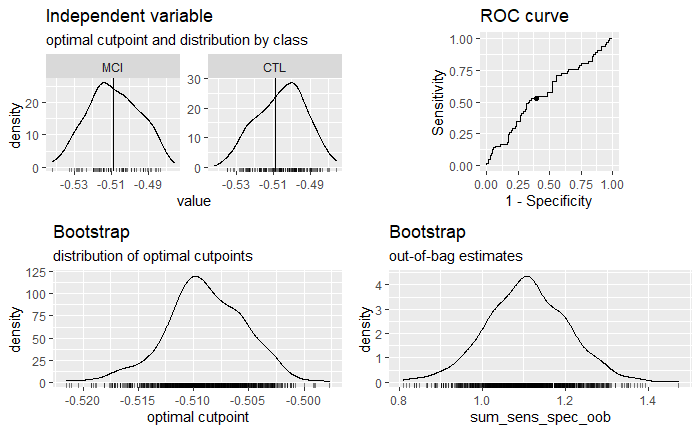 Independent variable
optimal cutpoint and distribution by class
MCI
CTL
density
20
10
0
30
20
10
0
-0.53
-0.51
-0.49
-0.53
-0.51
-0.49
value
ROC curve
Sensitivity
1.00
0.75
0.50
0.25
0.00
0.00
0.25
0.50
0.75
1.00
1 - Specificity
Bootstrap
distribution of optimal cutpoints
density
125
100
75
50
25
0
-0.520
-0.515
-0.510
-0.505
-0.500
optimal cutpoint
Bootstrap
out-of-bag estimates
density
4
3
2
1
0
0.8
1.0
1.2
1.4
sum_sens_spec_oob